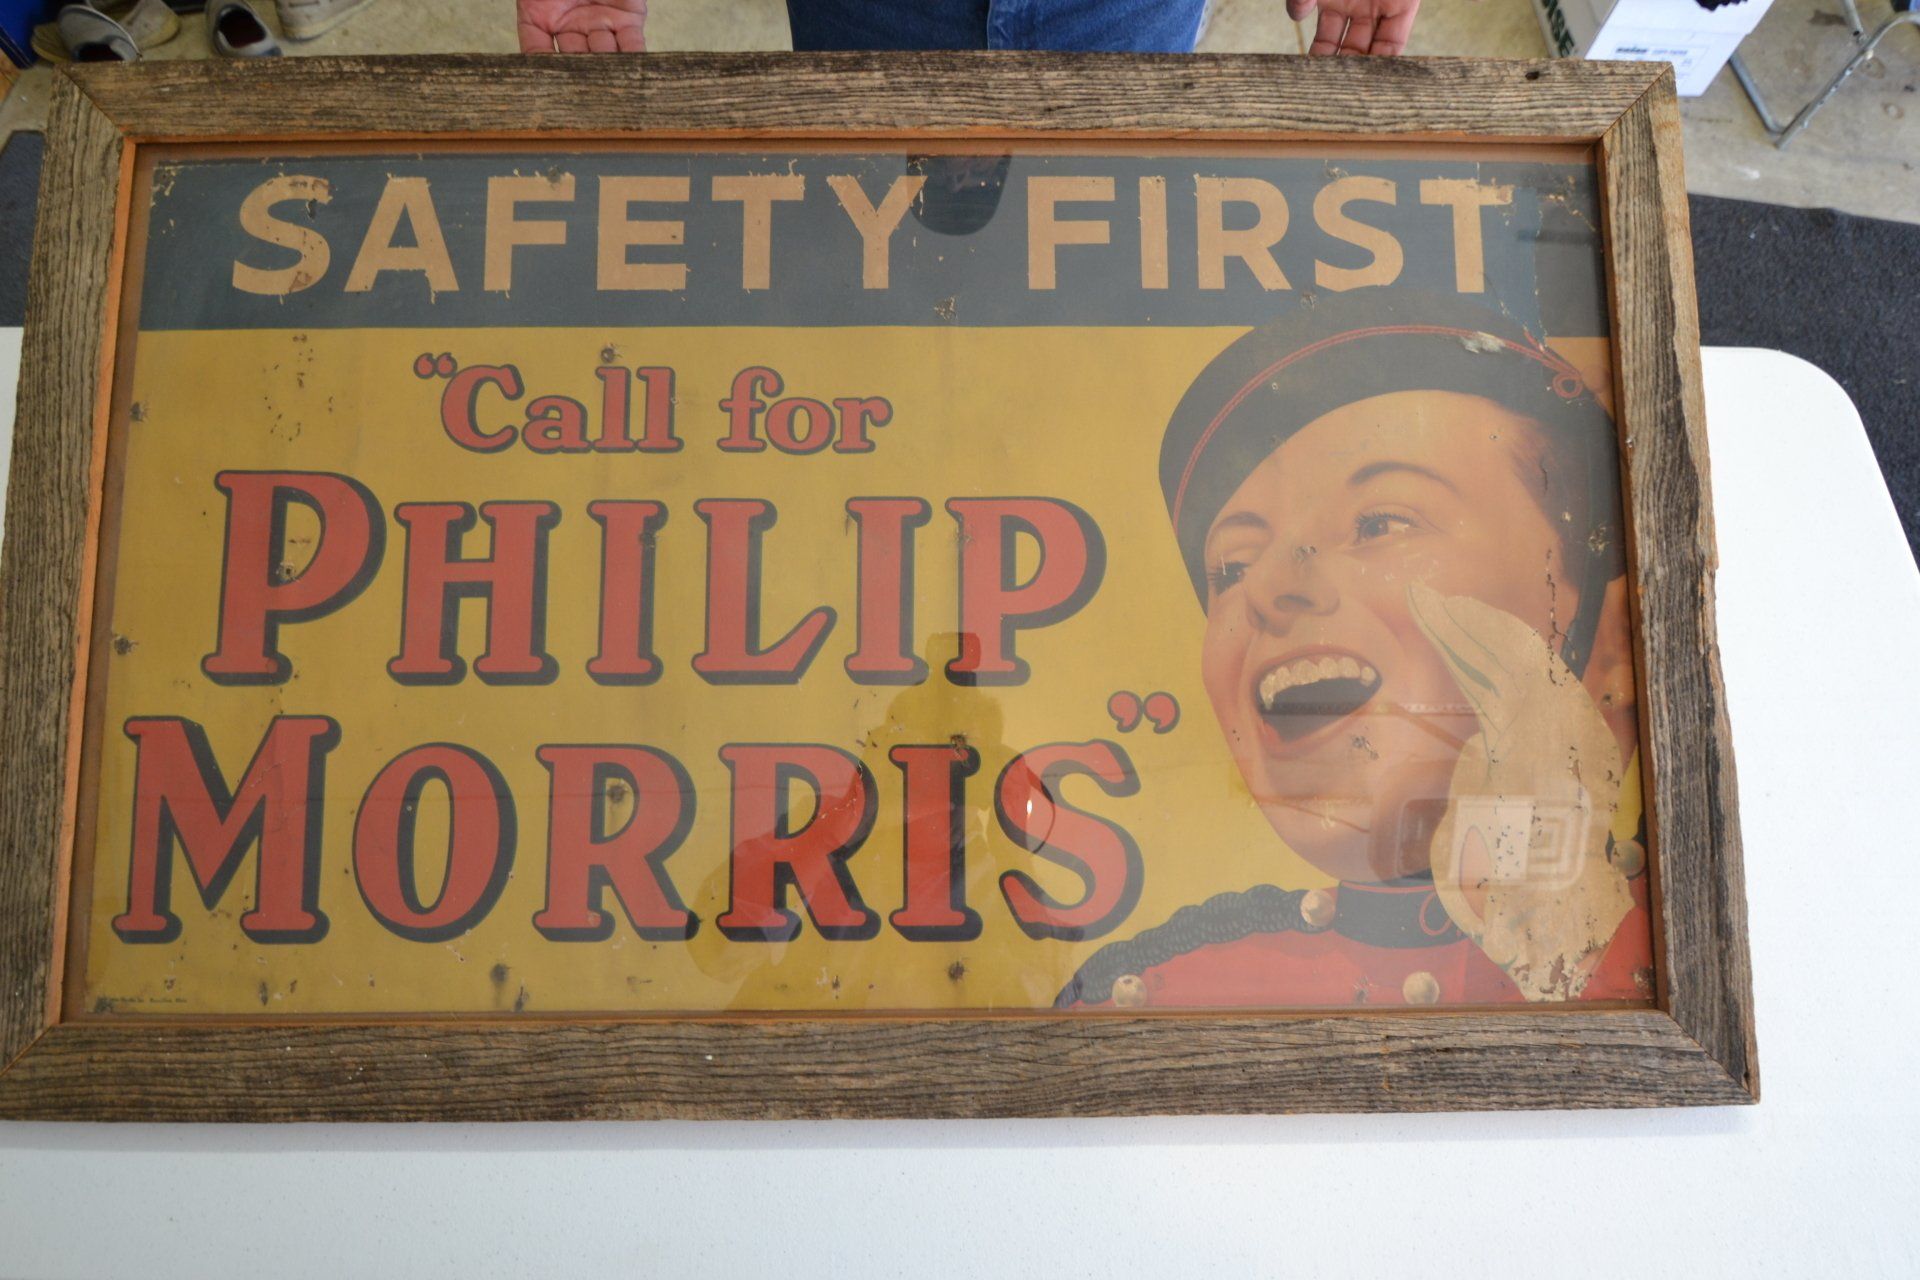 SAFETY FIRST
“Call for
PHILIP
MORRIS”